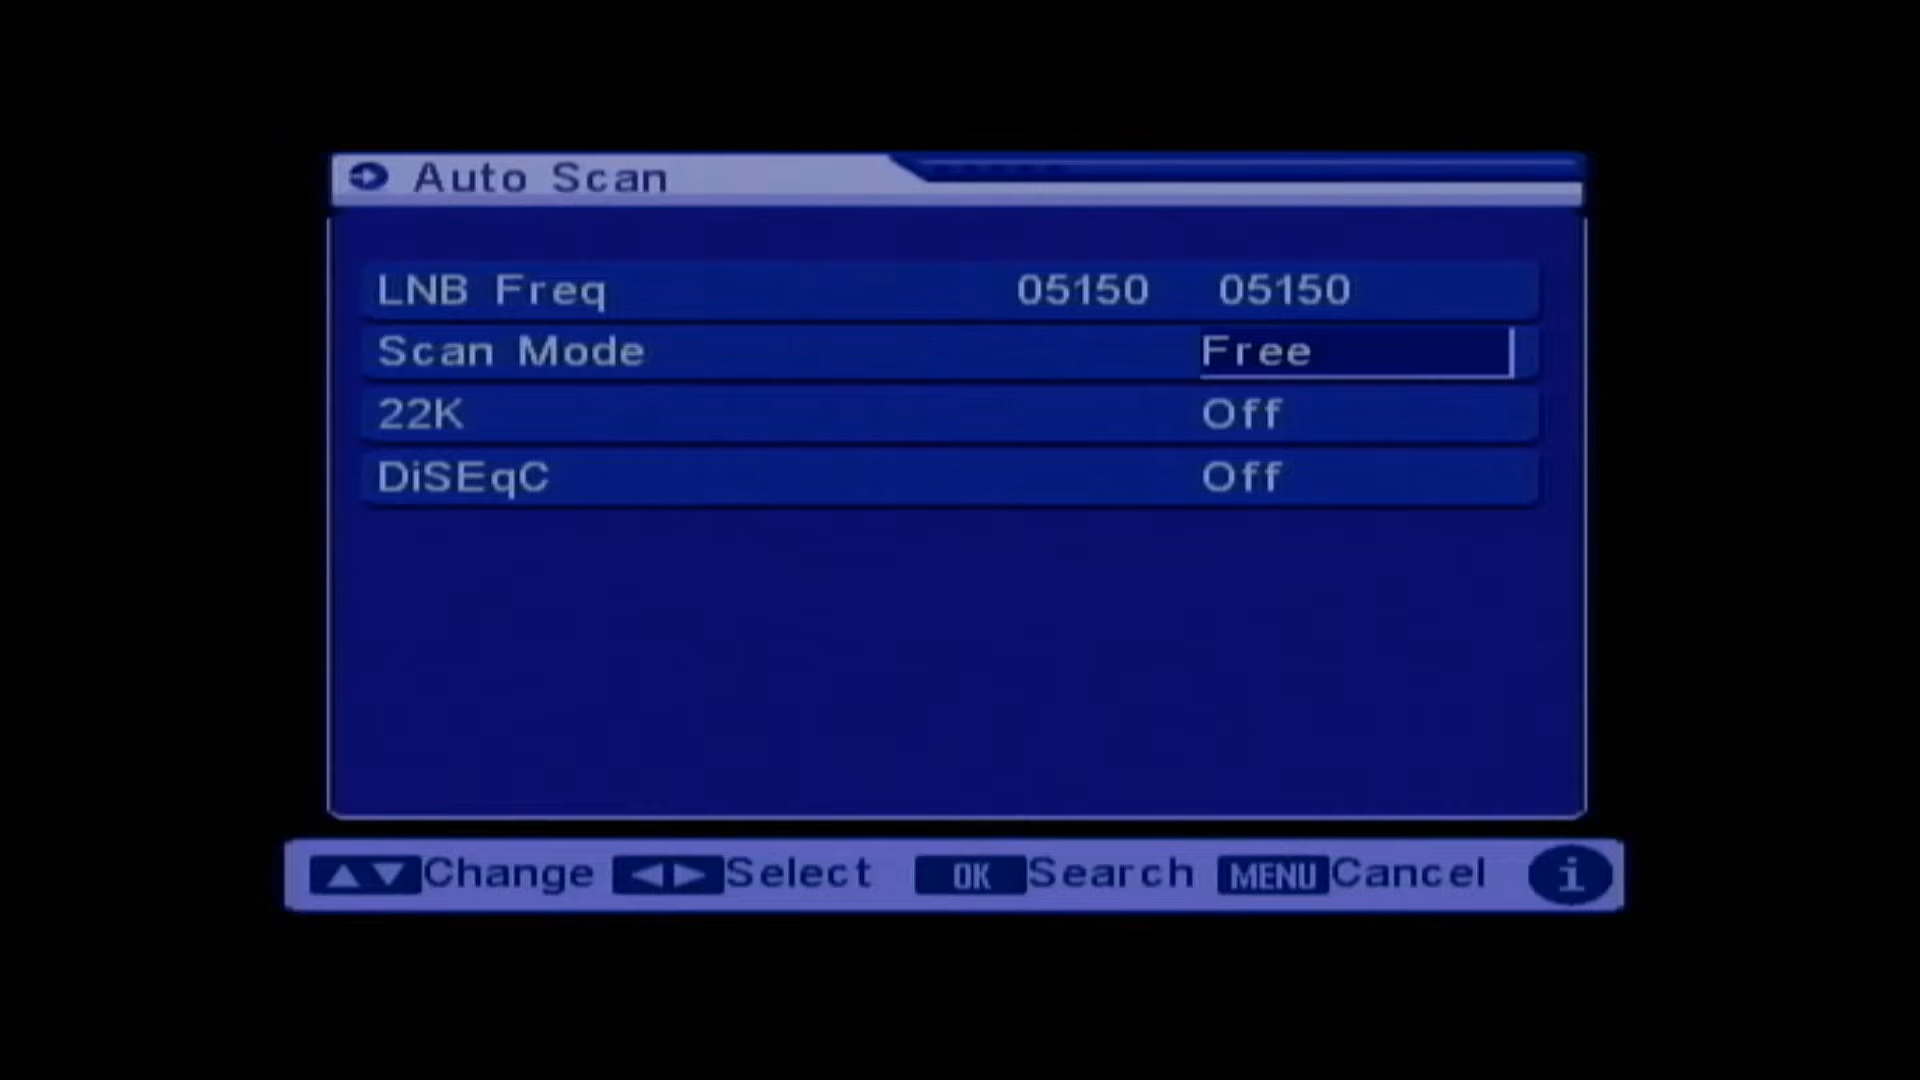 Auto Scan
LNB Freq 05150 05150
Scan Mode Free
22K Off
DiSEqC Off
Change Select OK Search MENU Cancel i